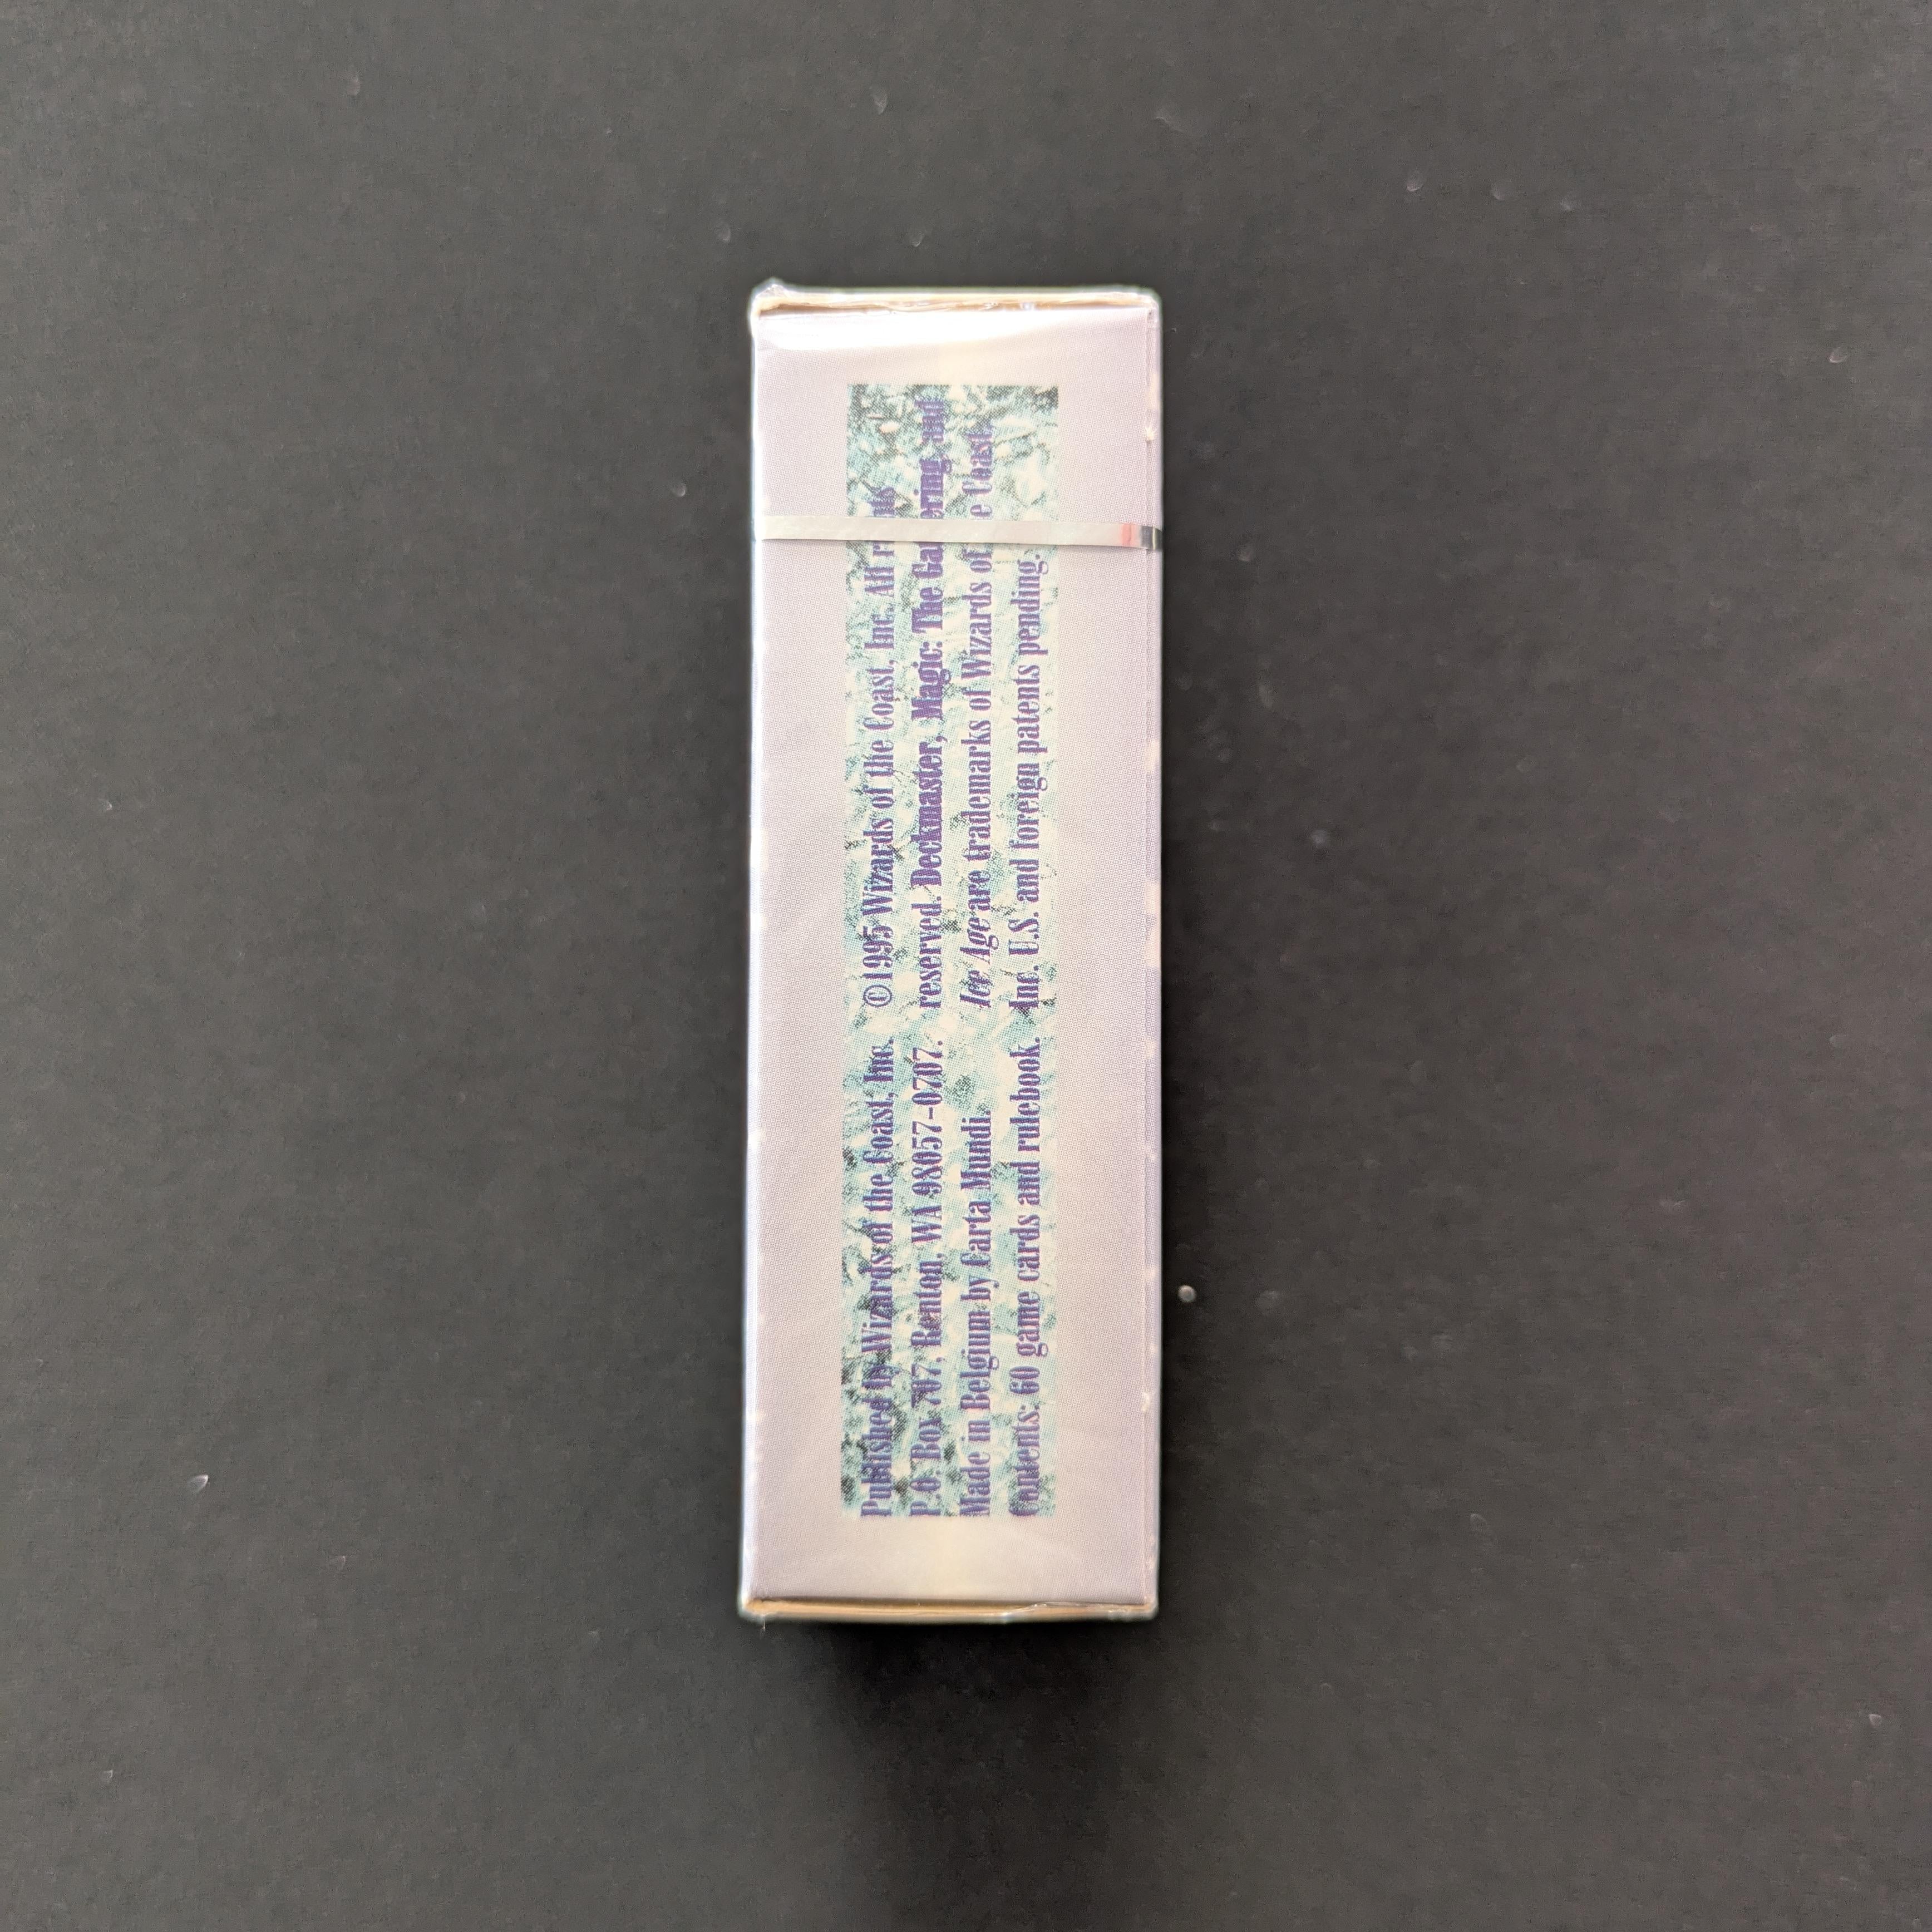 Published by Wizards of the Coast, Inc.
P.O. Box 707, Renton, WA 98057-0707.
Made in Belgium by Carta Mundi.
Contents: 60 game cards and rulebook.
© 1995 Wizards of the Coast, Inc. All rights
reserved. Deckmaster, Magic: The Gathering, and
Ice Age are trademarks of Wizards of the Coast,
Inc. U.S. and foreign patents pending.